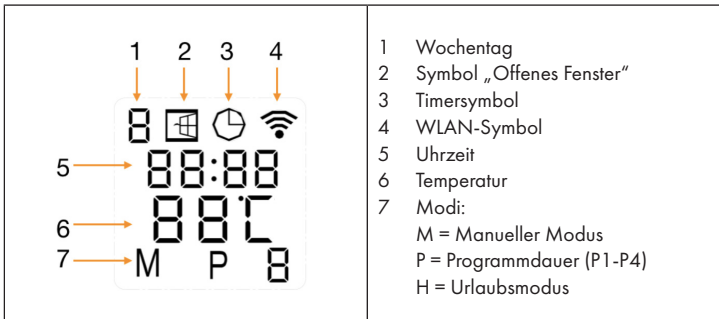 1 2 3 4
8
5 88:88
6 88°C
7 M P 8
1 Wochentag
2 Symbol „Offenes Fenster“
3 Timersymbol
4 WLAN-Symbol
5 Uhrzeit
6 Temperatur
7 Modi:
M = Manueller Modus
P = Programmdauer (P1-P4)
H = Urlaubsmodus